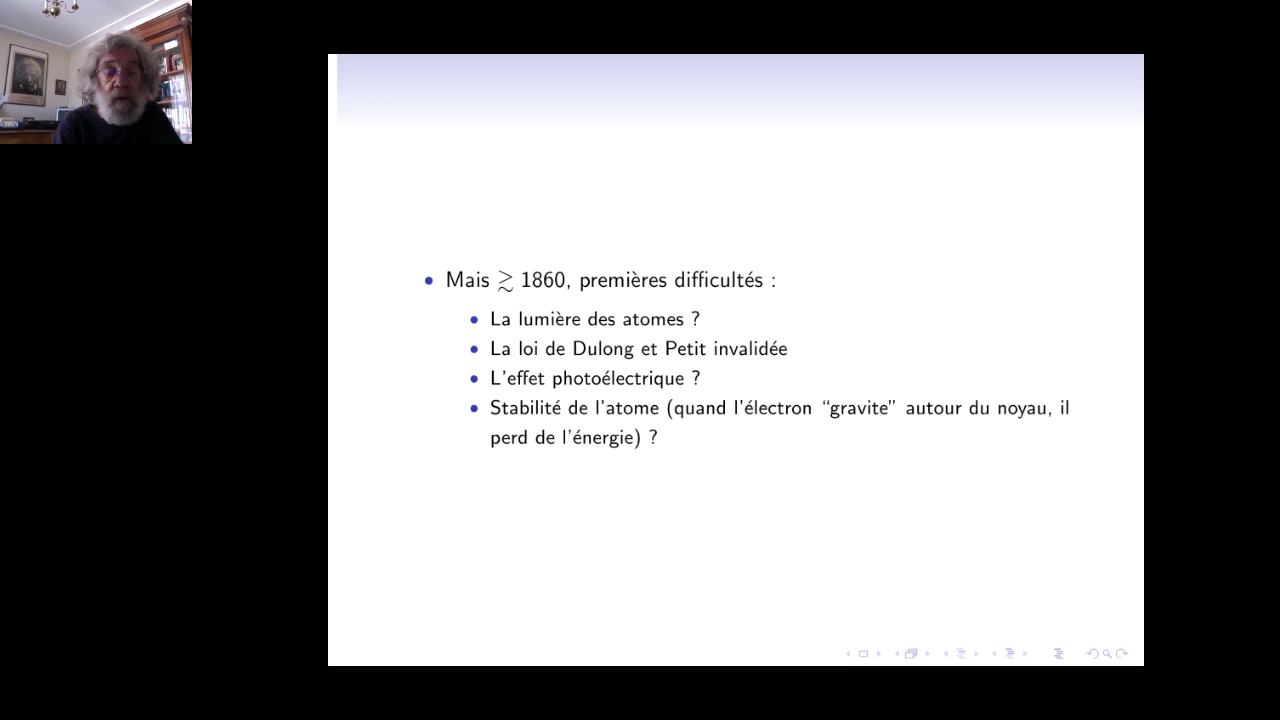 Mais ≳ 1860, premières difficultés :
La lumière des atomes ?
La loi de Dulong et Petit invalidée
L'effet photoélectrique ?
Stabilité de l'atome (quand l'électron “gravite” autour du noyau, il
perd de l'énergie) ?